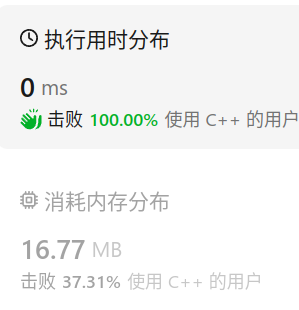 执行用时分布
0 ms
击败 100.00% 使用 C++ 的用户
消耗内存分布
16.77 MB
击败 37.31% 使用 C++ 的用户